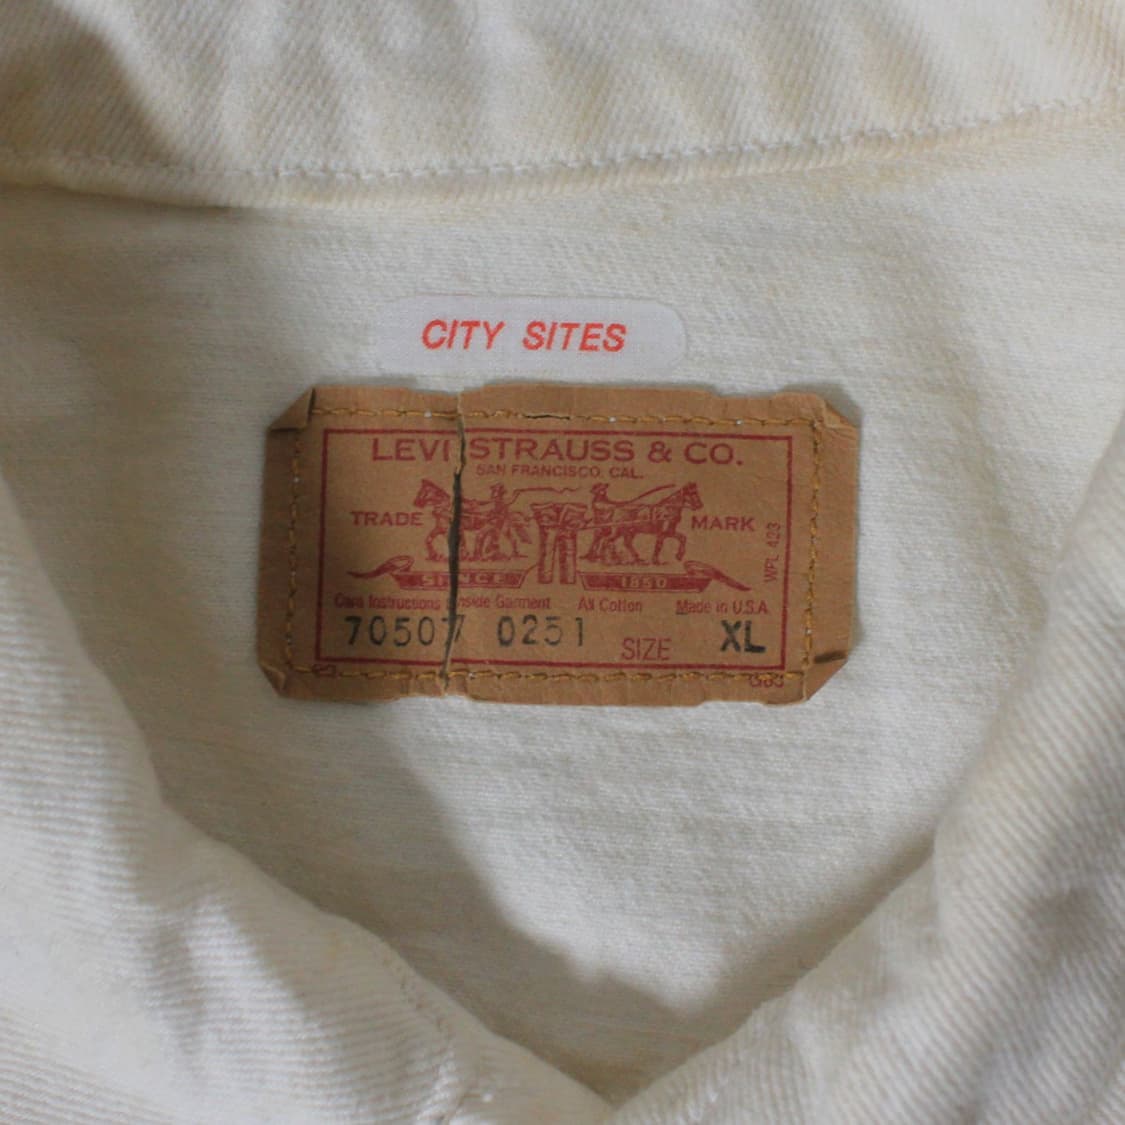 CITY SITES
LEVI STRAUSS & CO.
SAN FRANCISCO, CAL.
TRADE MARK
WPL 423
SINCE 1850
Care Instructions Inside Garment All Cotton Made in U.S.A.
70507 0251 SIZE XL